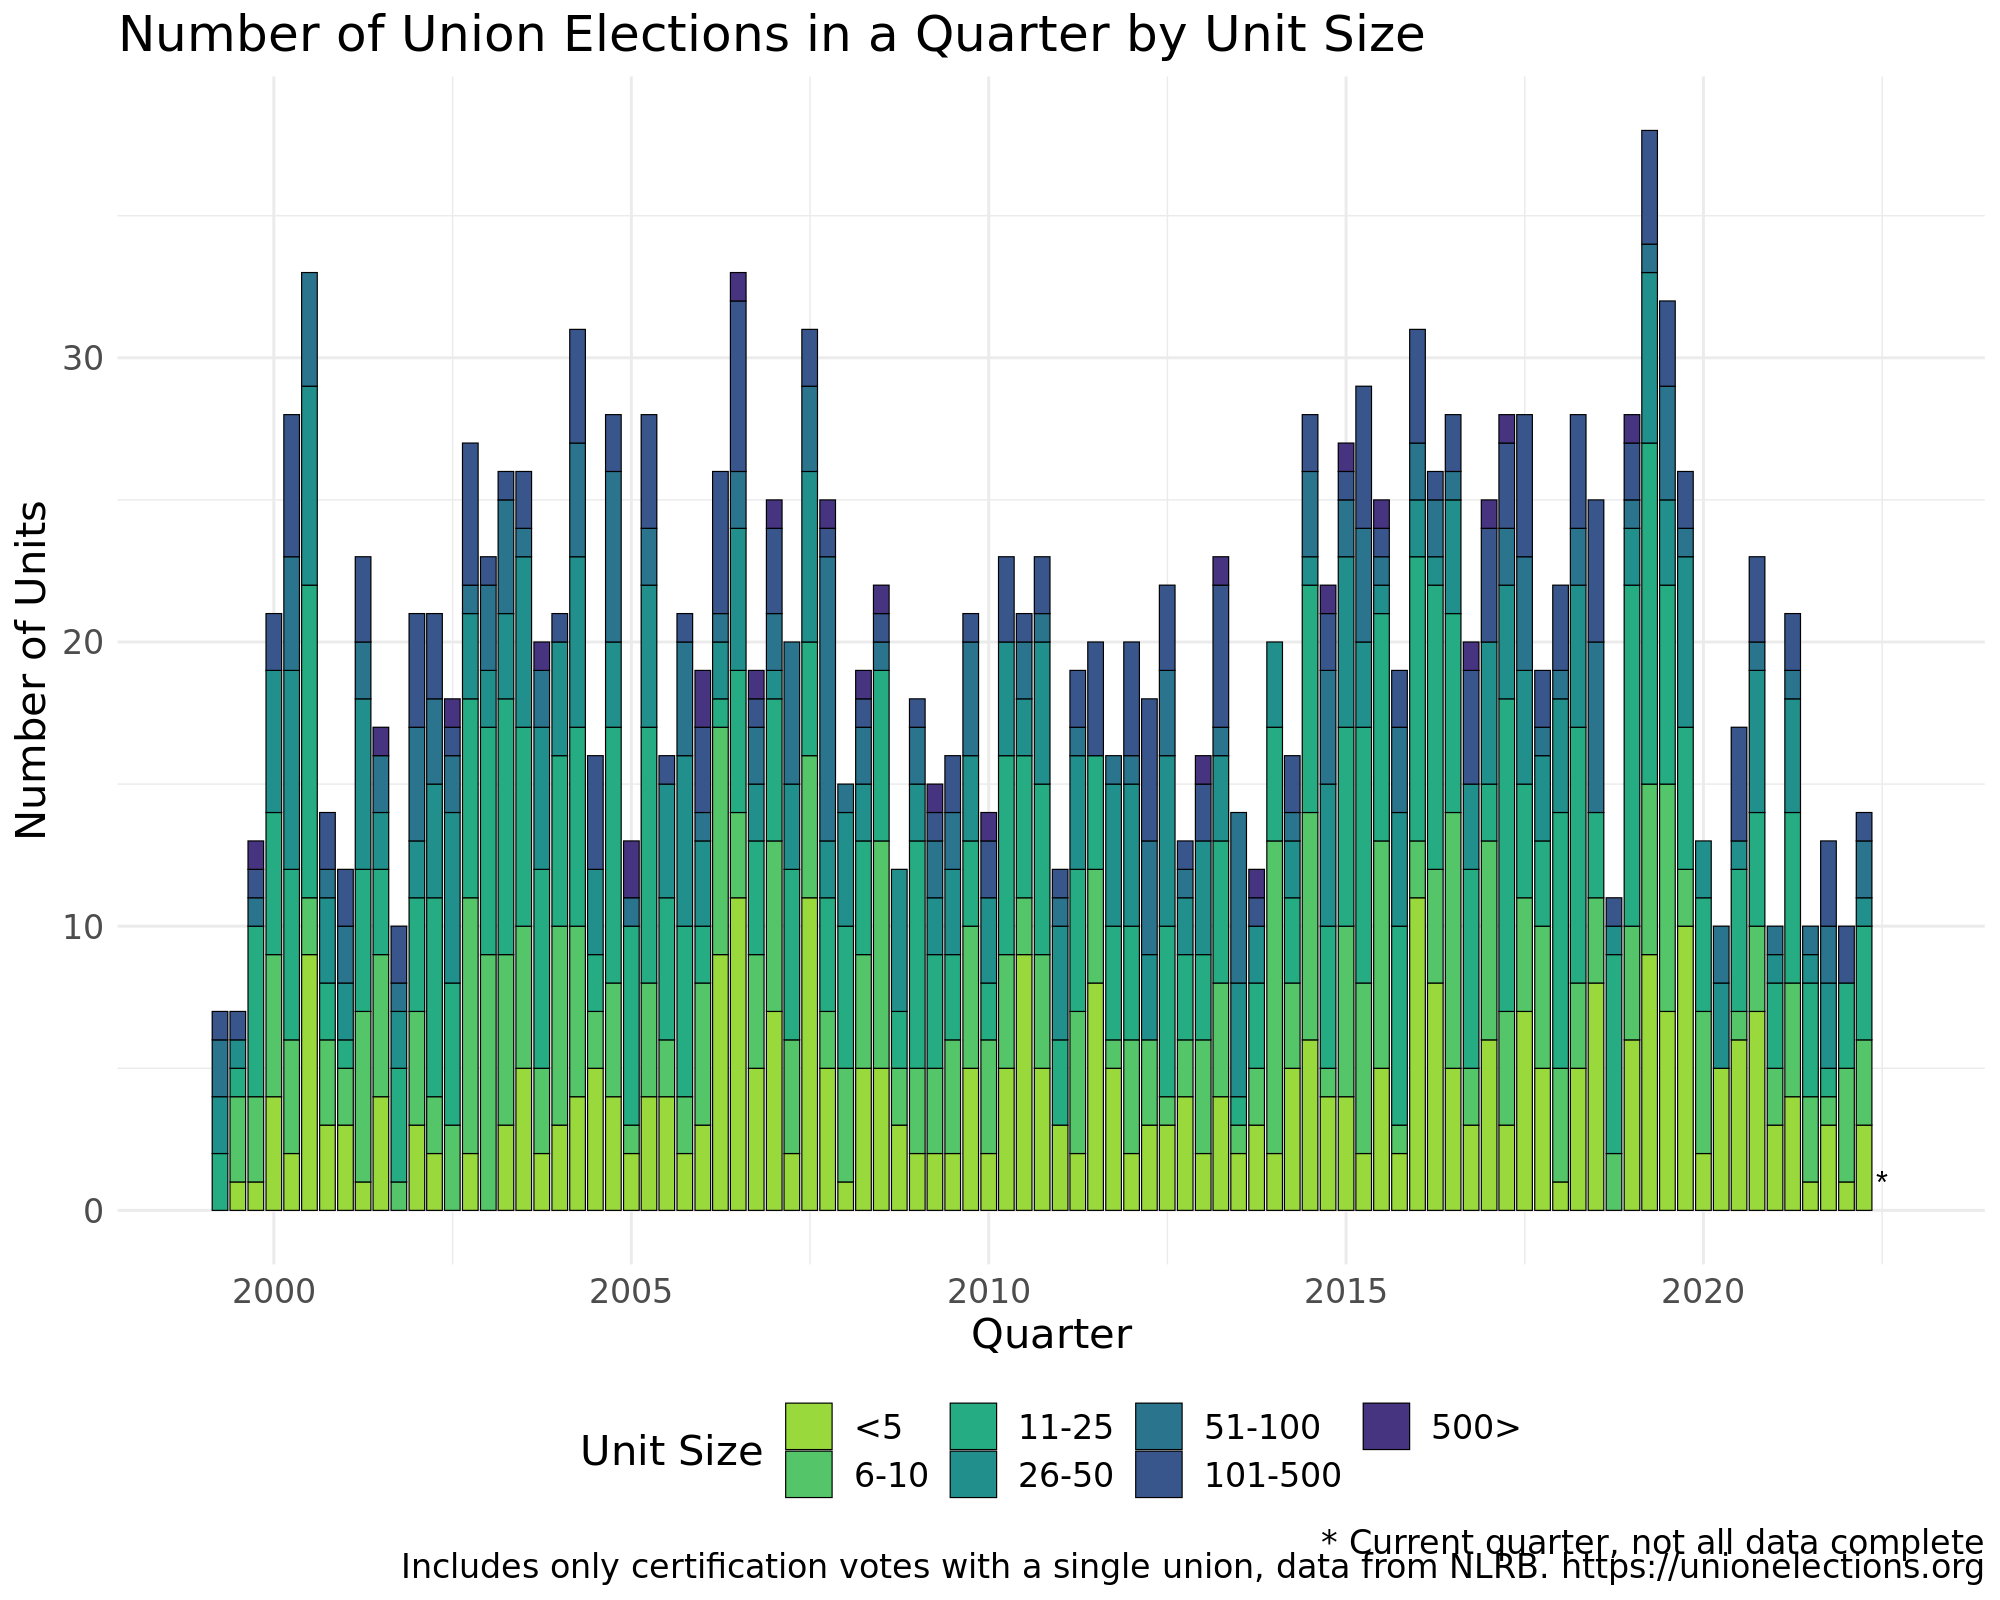 Number of Union Elections in a Quarter by Unit Size
Number of Units
30
20
10
0
*
2000 2005 2010 2015 2020
Quarter
Unit Size
<5 11-25 51-100 500>
6-10 26-50 101-500
* Current quarter, not all data complete
Includes only certification votes with a single union, data from NLRB. https://unionelections.org